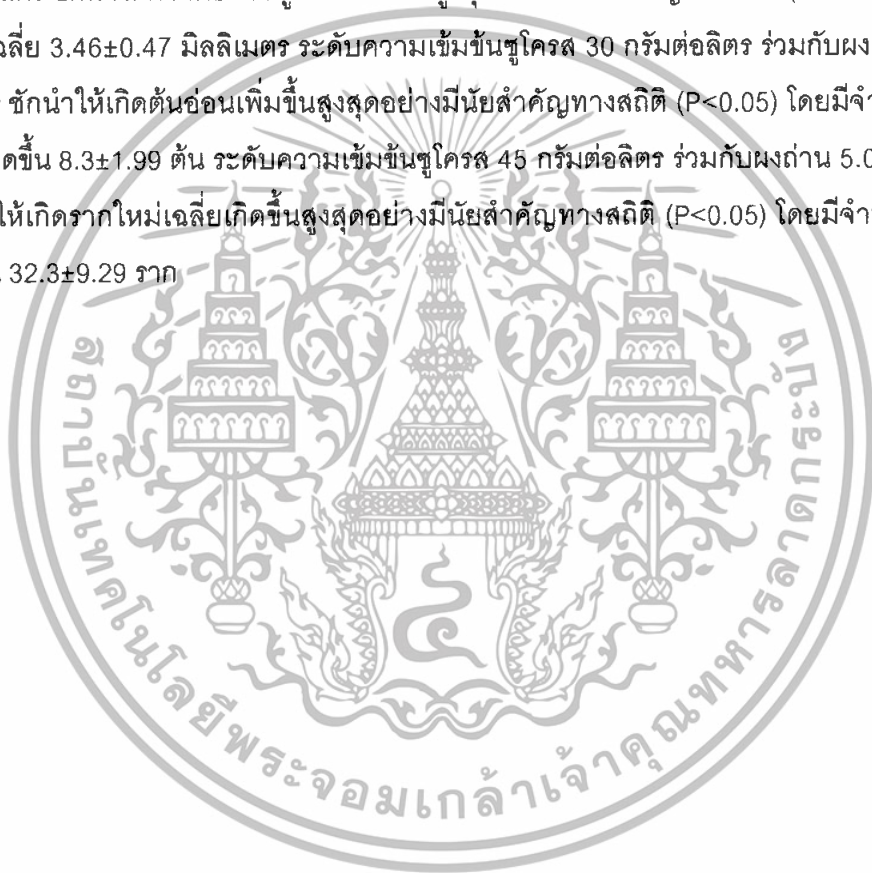 ฉลี่ย 3.46±0.47 มิลลิเมตร ระดับความเข้มข้นซูโครส 30 กรัมต่อลิตร ร่วมกับผง
ชักนำให้เกิดต้นอ่อนเพิ่มขึ้นสูงสุดอย่างมีนัยสำคัญทางสถิติ (P<0.05) โดยมีจำ
ดขึ้น 8.3±1.99 ต้น ระดับความเข้มข้นซูโครส 45 กรัมต่อลิตร ร่วมกับผงถ่าน 5.0
ให้เกิดรากใหม่เฉลี่ยเกิดขึ้นสูงสุดอย่างมีนัยสำคัญทางสถิติ (P<0.05) โดยมีจำ
32.3±9.29 ราก
สถาบันเทคโนโลยีพระจอมเกล้าเจ้าคุณทหารลาดกระบัง